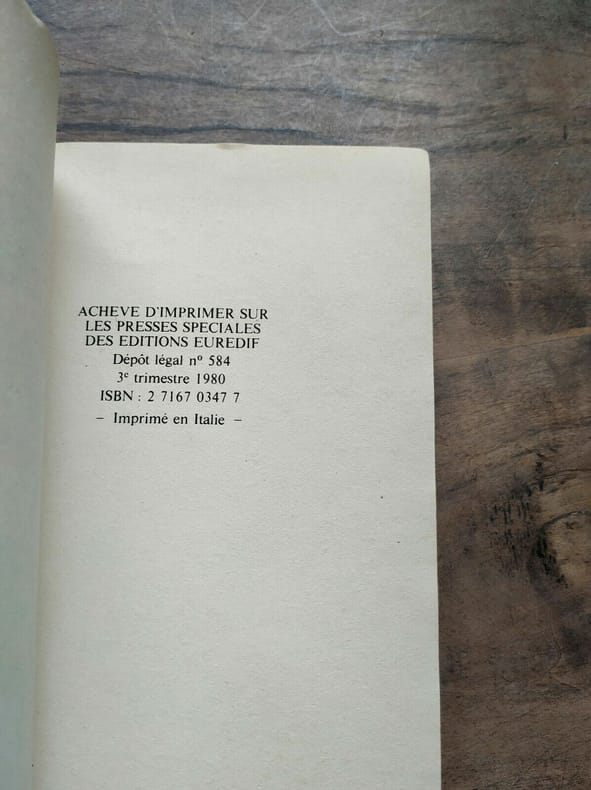 ACHEVE D'IMPRIMER SUR
LES PRESSES SPECIALES
DES EDITIONS EUREDIF
Dépôt légal nº 584
3e trimestre 1980
ISBN : 2 7167 0347 7
– Imprimé en Italie –